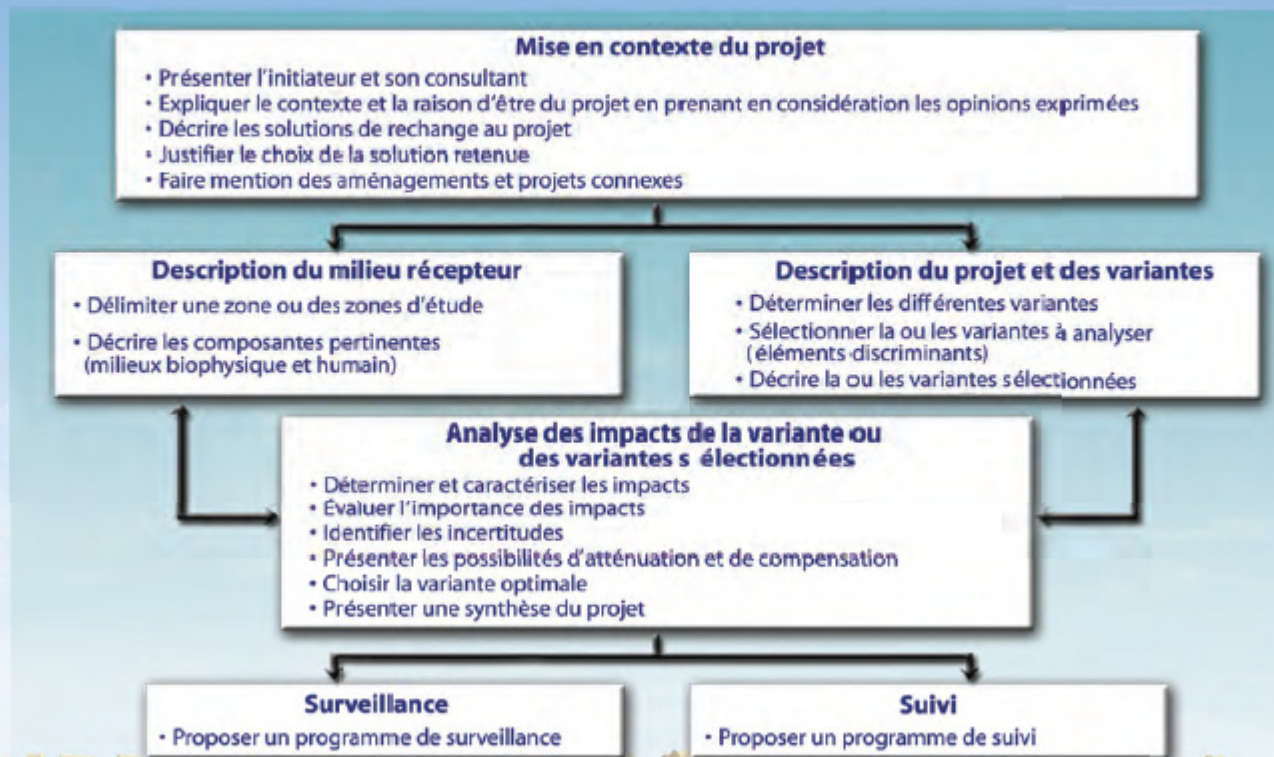 Mise en contexte du projet
• Présenter l'initiateur et son consultant
• Expliquer le contexte et la raison d'être du projet en prenant en considération les opinions exprimées
• Décrire les solutions de rechange au projet
• Justifier le choix de la solution retenue
• Faire mention des aménagements et projets connexes
Description du milieu récepteur
• Délimiter une zone ou des zones d'étude
• Décrire les composantes pertinentes
(milieux biophysique et humain)
Description du projet et des variantes
• Déterminer les différentes variantes
• Sélectionner la ou les variantes à analyser
(éléments discriminants)
• Décrire la ou les variantes sélectionnées
Analyse des impacts de la variante ou
des variantes s électionnées
• Déterminer et caractériser les impacts
• Évaluer l'importance des impacts
• Identifier les incertitudes
• Présenter les possibilités d'atténuation et de compensation
• Choisir la variante optimale
• Présenter une synthèse du projet
Surveillance
• Proposer un programme de surveillance
Suivi
• Proposer un programme de suivi